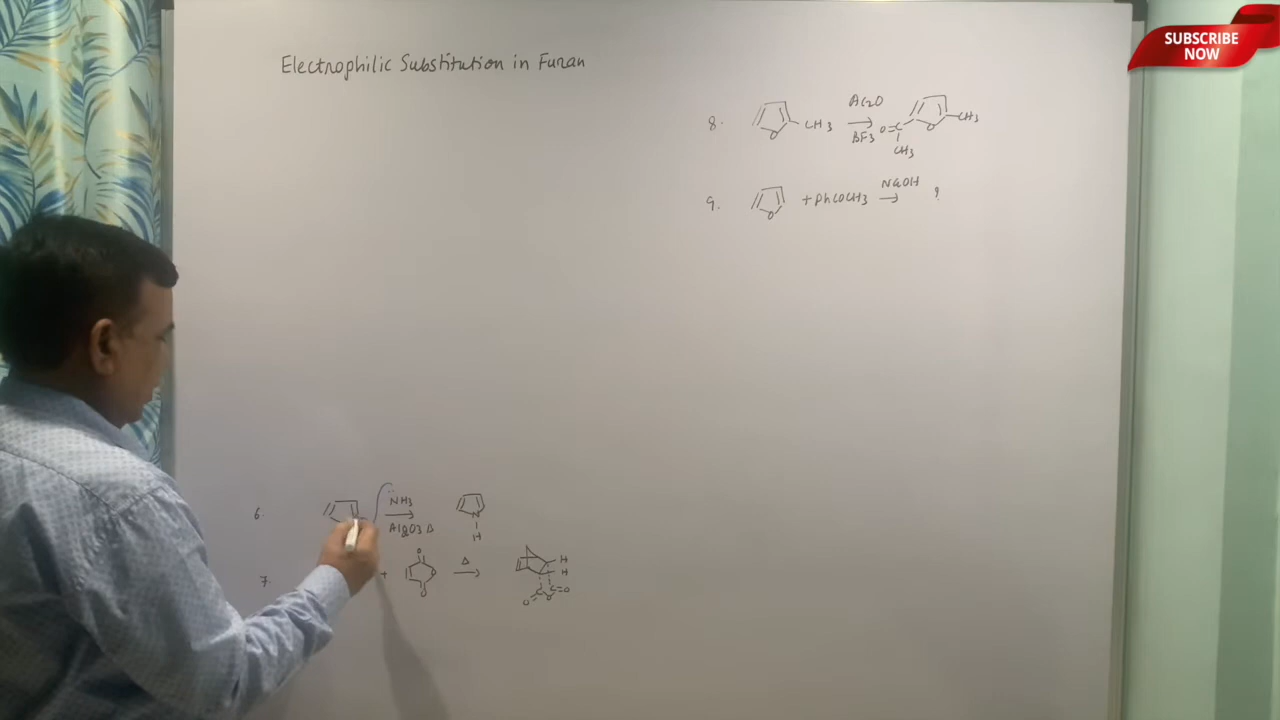 SUBSCRIBE
NOW
Electrophilic Substitution in Furan
8. O CH3 Ac2O BF3 O=C CH3 O CH3
9. O + PhCOCH3 NaOH ?
6. NH3 Al2O3 Δ N H
7. + O O O Δ H H C C=O O O